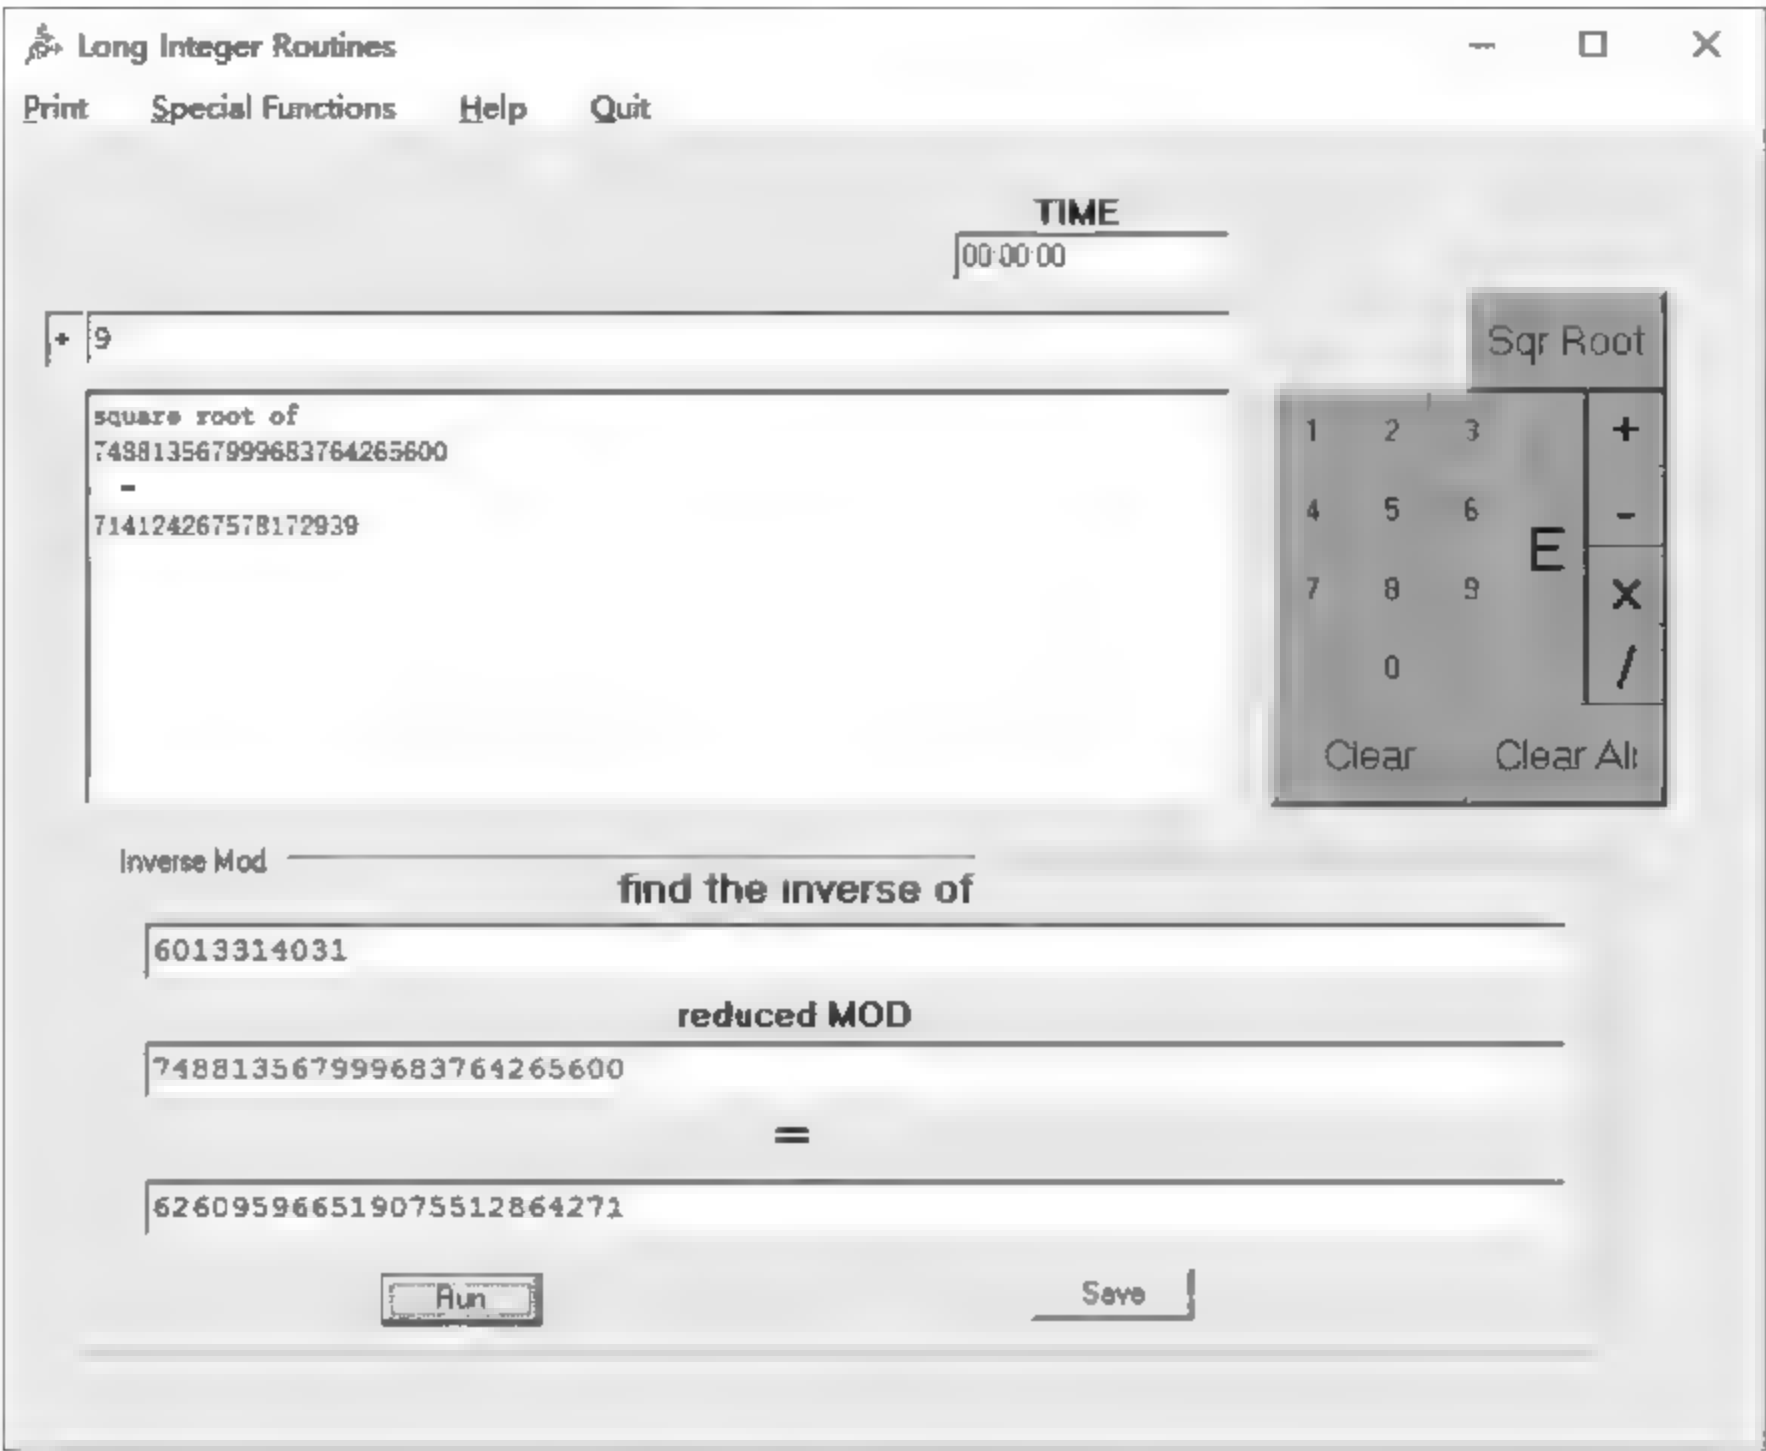 Long Integer Routines
Print Special Functions Help Quit
TIME
00:00:00
+ 9
Sqr Root
square root of
748813567999683764265600
=
714124267578172939
1 2 3 +
4 5 6 -
E
7 8 9 X
0 /
Clear Clear All
Inverse Mod
find the inverse of
6013314031
reduced MOD
748813567999683764265600
=
626095966519075512864271
Run Save